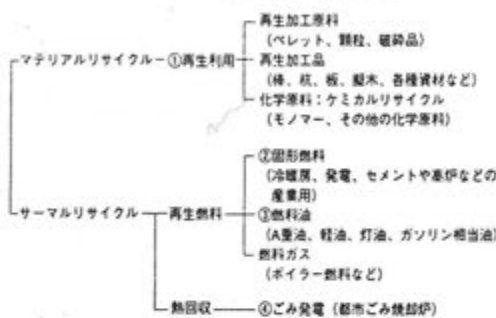 再生加工原料
(ペレット、顆粒、破砕品)
マテリアルリサイクル
①再生利用
再生加工品
(棒、杭、板、擬木、各種資材など)
化学原料：ケミカルリサイクル
(モノマー、その他の化学原料)
②固形燃料
(冷暖房、発電、セメントや高炉などの
産業用)
サーマルリサイクル
再生燃料
③燃料油
(A重油、軽油、灯油、ガソリン相当油)
燃料ガス
(ボイラー燃料など)
熱回収
④ごみ発電（都市ごみ焼却炉）